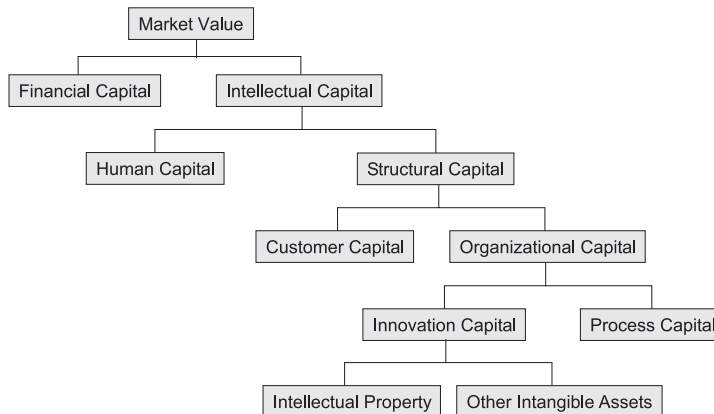 Market Value
Financial Capital
Intellectual Capital
Human Capital
Structural Capital
Customer Capital
Organizational Capital
Innovation Capital
Process Capital
Intellectual Property
Other Intangible Assets